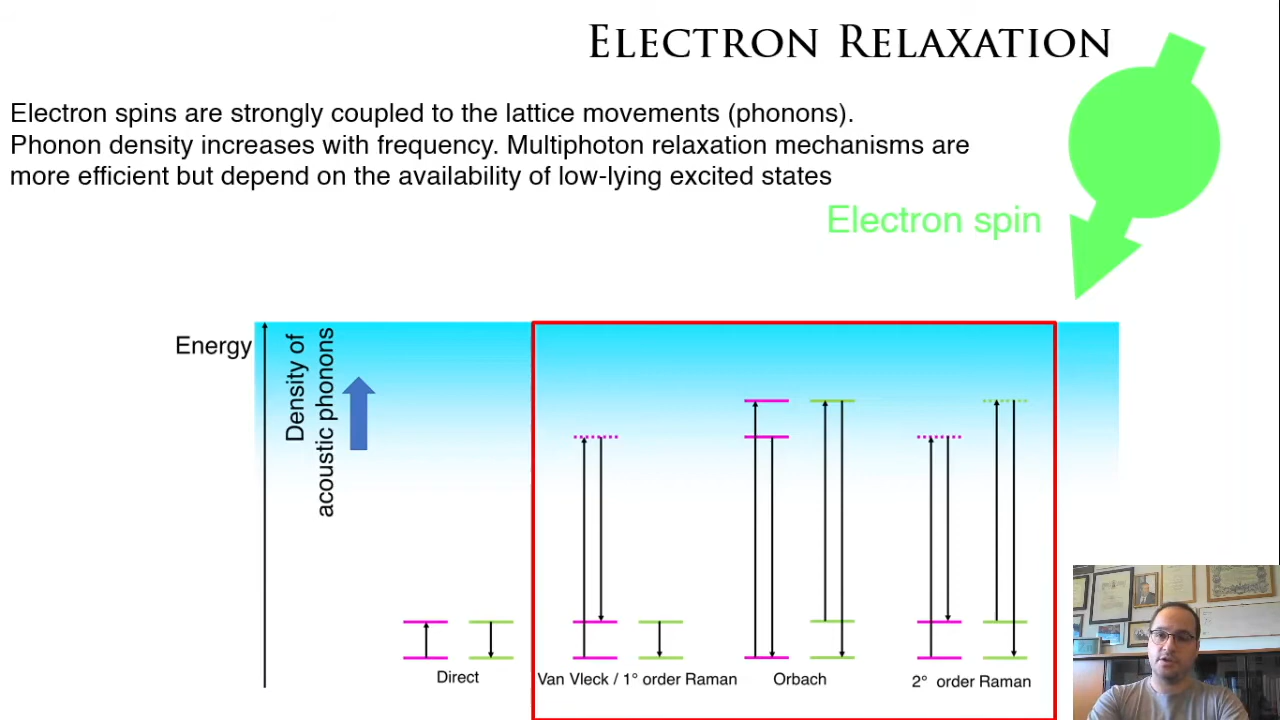 ELECTRON RELAXATION
Electron spins are strongly coupled to the lattice movements (phonons).
Phonon density increases with frequency. Multiphoton relaxation mechanisms are
more efficient but depend on the availability of low-lying excited states
Electron spin
Energy
Density of
acoustic phonons
Direct
Van Vleck / 1° order Raman
Orbach
2° order Raman